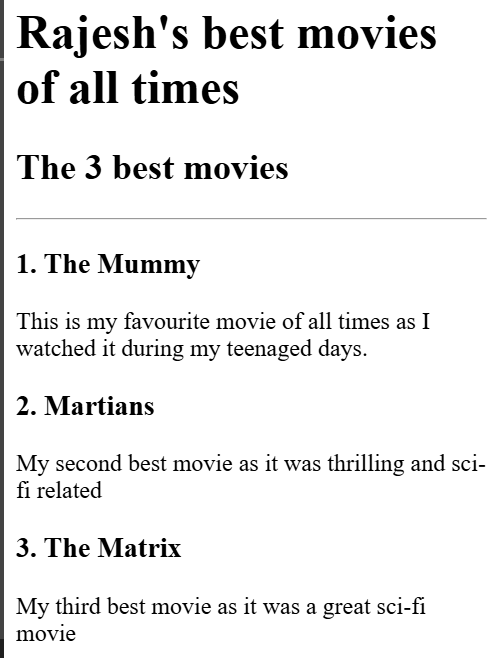 Rajesh's best movies
of all times
The 3 best movies
1. The Mummy
This is my favourite movie of all times as I
watched it during my teenaged days.
2. Martians
My second best movie as it was thrilling and sci-
fi related
3. The Matrix
My third best movie as it was a great sci-fi
movie